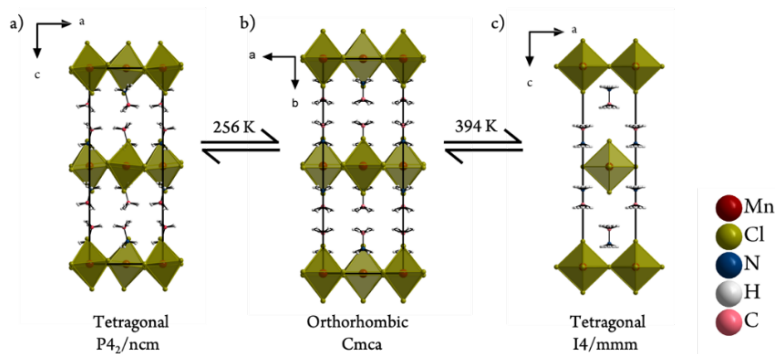 a)
a
c
b)
a
b
c)
a
c
256 K
394 K
Mn
Cl
N
H
C
Tetragonal
P4₂/ncm
Orthorhombic
Cmca
Tetragonal
I4/mmm